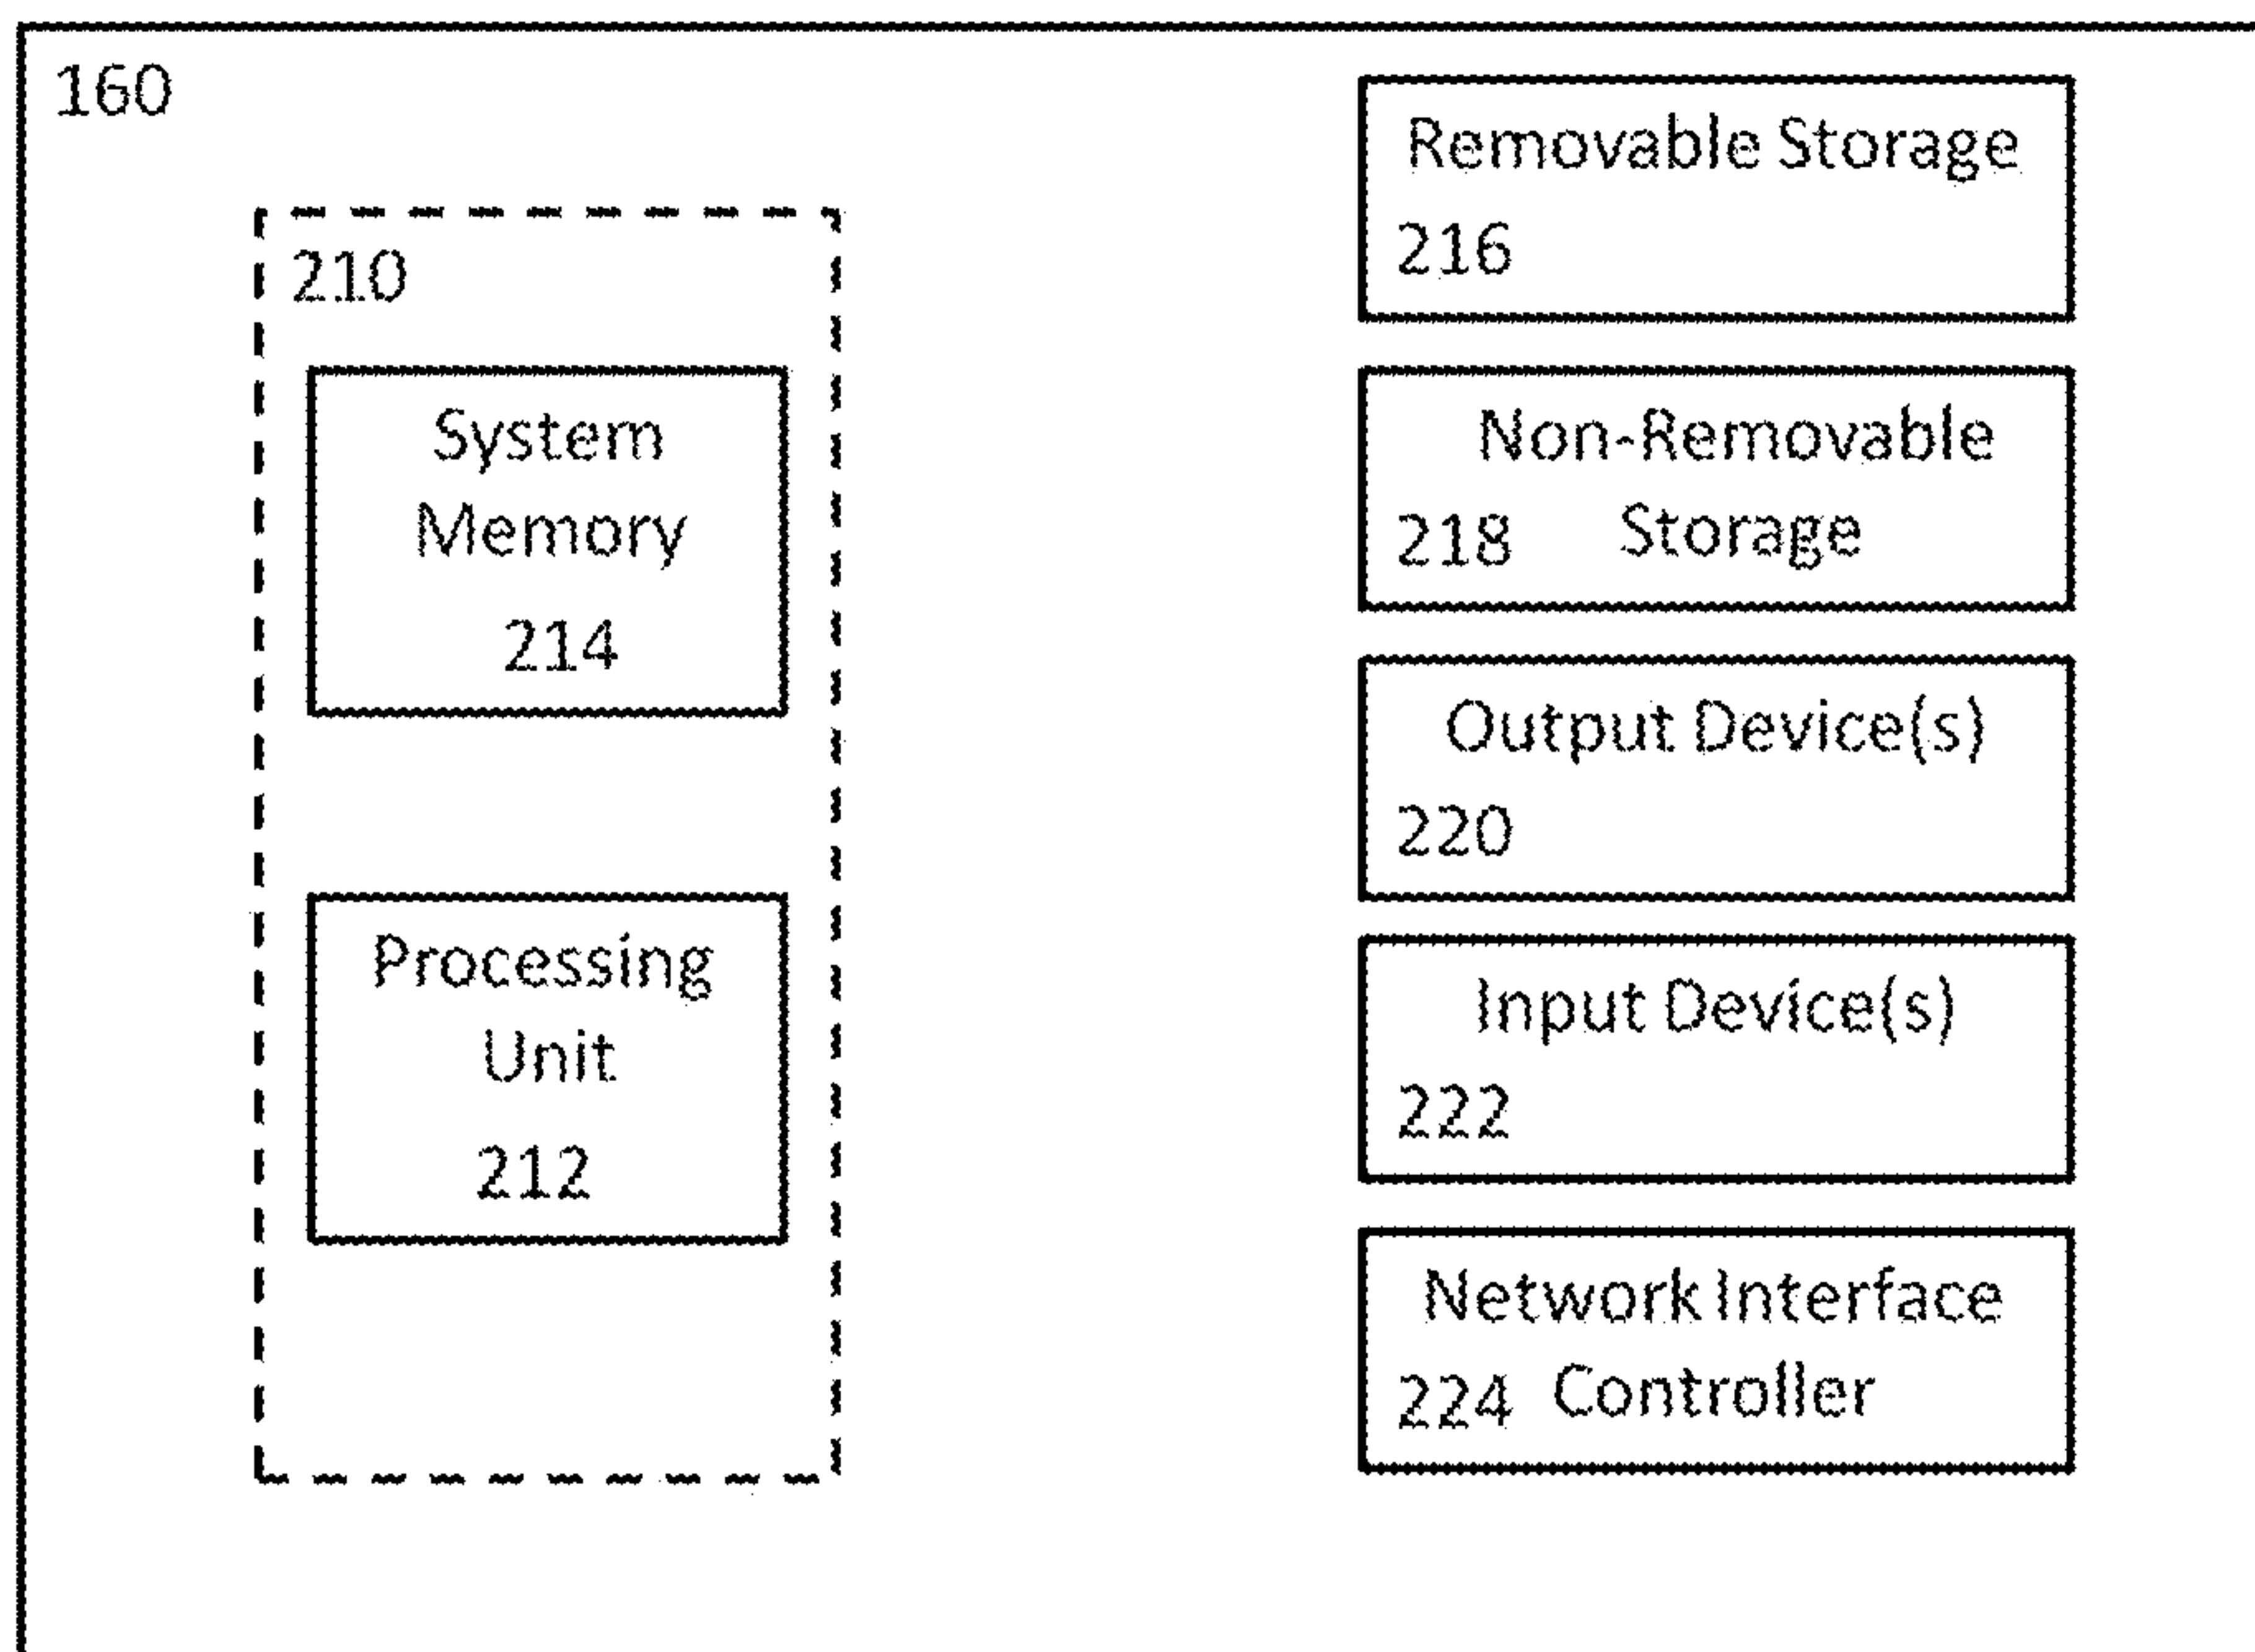 160
210
System
Memory
214
Processing
Unit
212
Removable Storage
216
Non-Removable
218 Storage
Output Device(s)
220
Input Device(s)
222
Network Interface
224 Controller